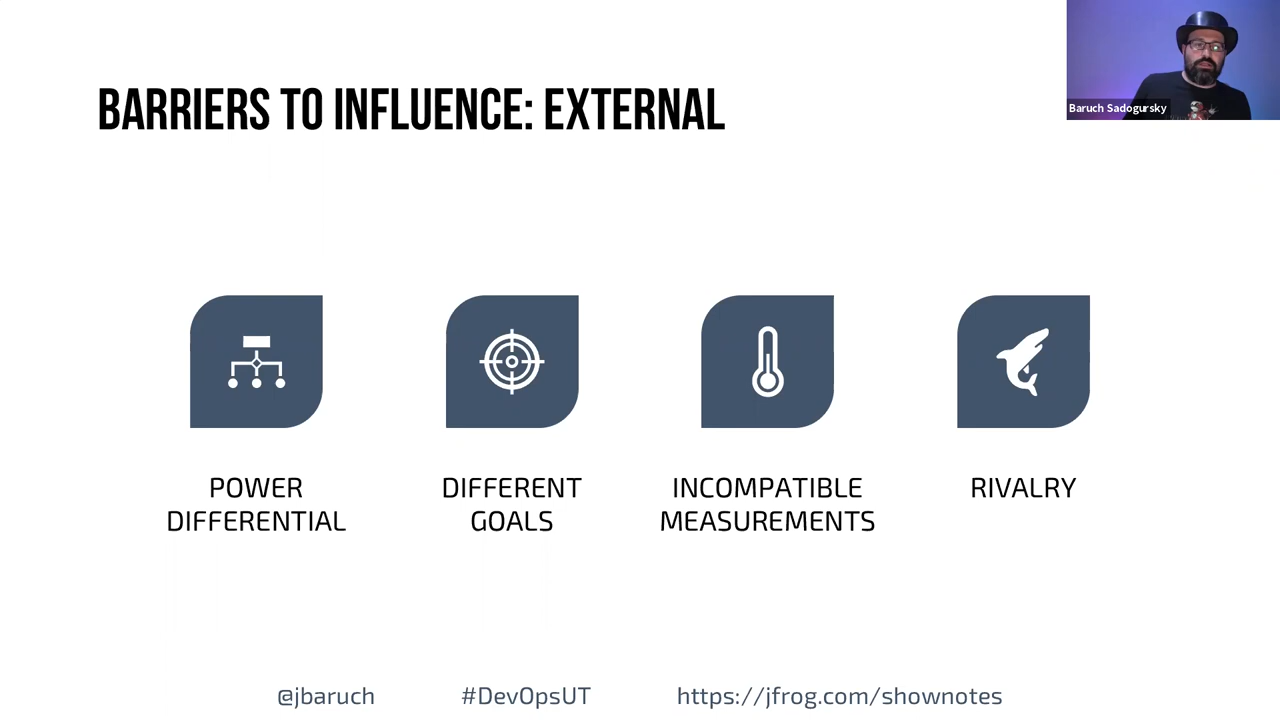 BARRIERS TO INFLUENCE: EXTERNAL
Baruch Sadogursky
POWER
DIFFERENTIAL
DIFFERENT
GOALS
INCOMPATIBLE
MEASUREMENTS
RIVALRY
@jbaruch
#DevOpsUT
https://jfrog.com/shownotes